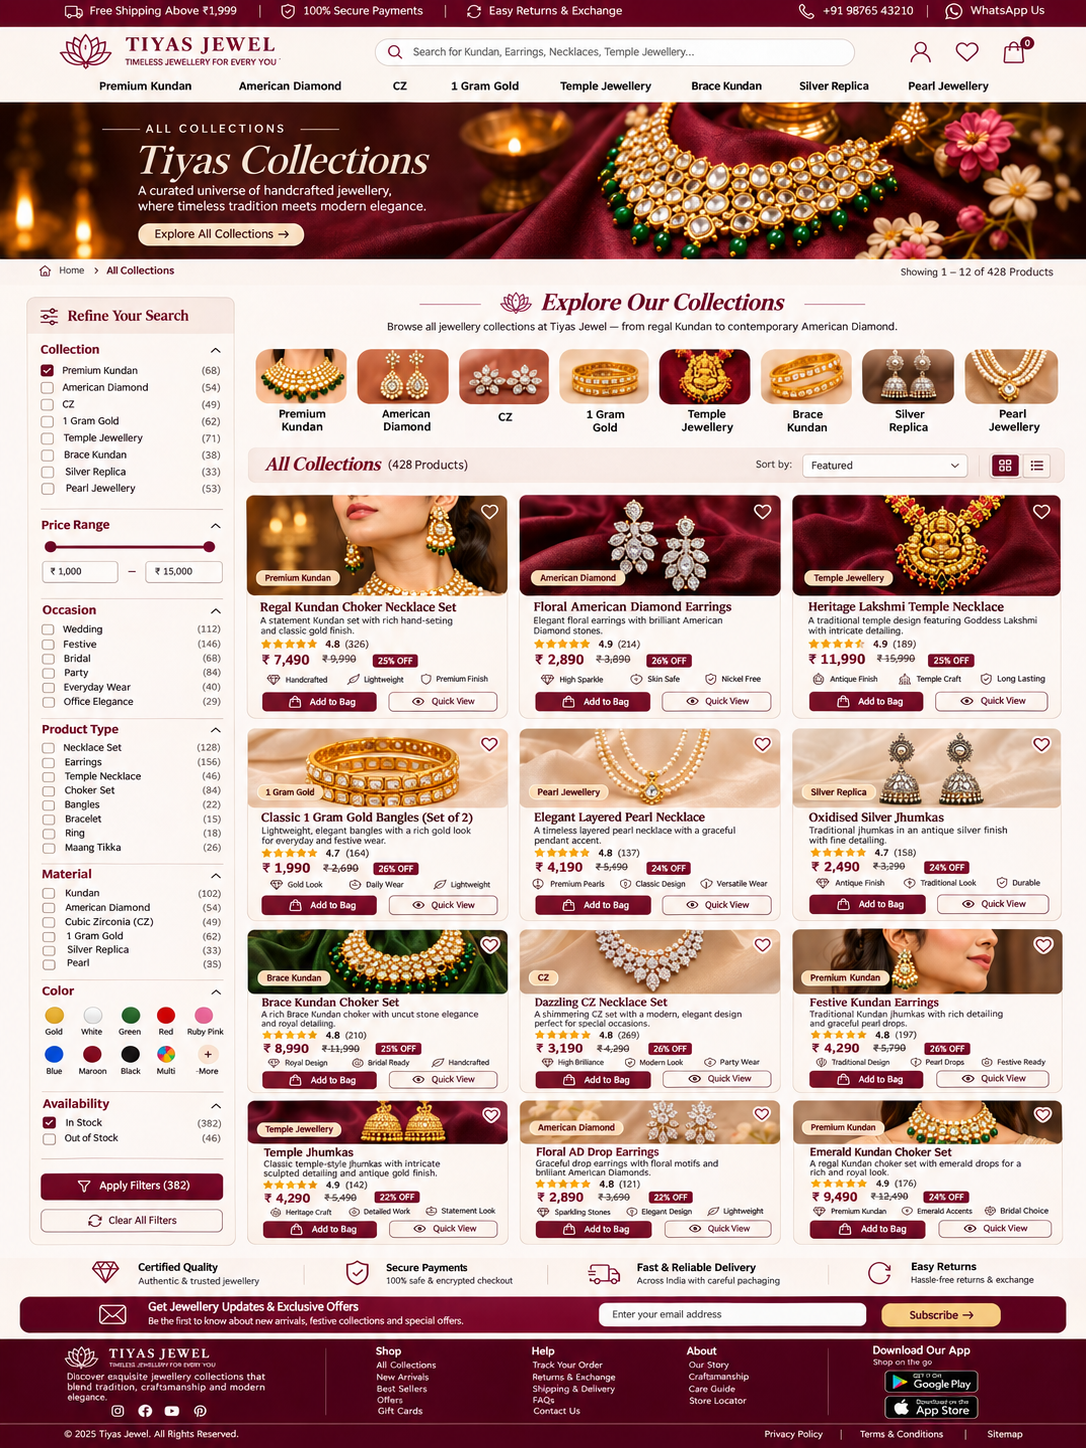 Free Shipping Above ₹1,999
100% Secure Payments
Easy Returns & Exchange
+91 98765 43210
WhatsApp Us
TIYAS JEWEL
TIMELESS JEWELLERY FOR EVERY YOU
Search for Kundan, Earrings, Necklaces, Temple Jewellery...
0
Premium Kundan
American Diamond
CZ
1 Gram Gold
Temple Jewellery
Brace Kundan
Silver Replica
Pearl Jewellery
ALL COLLECTIONS
Tiyas Collections
A curated universe of handcrafted jewellery,
where timeless tradition meets modern elegance.
Explore All Collections →
Home > All Collections
Showing 1 – 12 of 428 Products
Refine Your Search
Collection
Premium Kundan (68)
American Diamond (54)
CZ (49)
1 Gram Gold (62)
Temple Jewellery (71)
Brace Kundan (38)
Silver Replica (33)
Pearl Jewellery (53)
Price Range
₹ 1,000 — ₹ 15,000
Occasion
Wedding (112)
Festive (146)
Bridal (68)
Party (84)
Everyday Wear (40)
Office Elegance (29)
Product Type
Necklace Set (128)
Earrings (156)
Temple Necklace (46)
Choker Set (84)
Bangles (22)
Bracelet (15)
Ring (18)
Maang Tikka (26)
Material
Kundan (102)
American Diamond (54)
Cubic Zirconia (CZ) (49)
1 Gram Gold (62)
Silver Replica (33)
Pearl (35)
Color
Gold White Green Red Ruby Pink
Blue Maroon Black Multi +More
Availability
In Stock (382)
Out of Stock (46)
Apply Filters (382)
Clear All Filters
Explore Our Collections
Browse all jewellery collections at Tiyas Jewel — from regal Kundan to contemporary American Diamond.
Premium
Kundan
American
Diamond
CZ
1 Gram
Gold
Temple
Jewellery
Brace
Kundan
Silver
Replica
Pearl
Jewellery
All Collections (428 Products)
Sort by: Featured
Premium Kundan
Regal Kundan Choker Necklace Set
A statement Kundan set with rich hand-setting
and classic gold finish.
4.8 (326)
₹ 7,490 ₹ 9,990 25% OFF
Handcrafted Lightweight Premium Finish
Add to Bag Quick View
American Diamond
Floral American Diamond Earrings
Elegant floral earrings with brilliant American
Diamond stones.
4.9 (214)
₹ 2,890 ₹ 3,890 26% OFF
High Sparkle Skin Safe Nickel Free
Add to Bag Quick View
Temple Jewellery
Heritage Lakshmi Temple Necklace
A traditional temple design featuring Goddess Lakshmi
with intricate detailing.
4.9 (189)
₹ 11,990 ₹ 15,990 25% OFF
Antique Finish Temple Craft Long Lasting
Add to Bag Quick View
1 Gram Gold
Classic 1 Gram Gold Bangles (Set of 2)
Lightweight, elegant bangles with a rich gold look
for everyday and festive wear.
4.7 (164)
₹ 1,990 ₹ 2,690 26% OFF
Gold Look Daily Wear Lightweight
Add to Bag Quick View
Pearl Jewellery
Elegant Layered Pearl Necklace
A timeless layered pearl necklace with a graceful
pendant accent.
4.8 (137)
₹ 4,190 ₹ 5,490 24% OFF
Premium Pearls Classic Design Versatile Wear
Add to Bag Quick View
Silver Replica
Oxidised Silver Jhumkas
Traditional jhumkas in an antique silver finish
with fine detailing.
4.7 (158)
₹ 2,490 ₹ 3,290 24% OFF
Antique Finish Traditional Look Durable
Add to Bag Quick View
Brace Kundan
Brace Kundan Choker Set
A rich Brace Kundan choker with uncut stone elegance
and royal detailing.
4.8 (210)
₹ 8,990 ₹ 11,990 25% OFF
Royal Design Bridal Ready Handcrafted
Add to Bag Quick View
CZ
Dazzling CZ Necklace Set
A shimmering CZ set with a modern, elegant design
perfect for special occasions.
4.8 (269)
₹ 3,190 ₹ 4,290 26% OFF
High Brilliance Modern Look Party Wear
Add to Bag Quick View
Premium Kundan
Festive Kundan Earrings
Traditional Kundan jhumkas with rich detailing
and graceful pearl drops.
4.8 (197)
₹ 4,290 ₹ 5,790 26% OFF
Traditional Design Pearl Drops Festive Ready
Add to Bag Quick View
Temple Jewellery
Temple Jhumkas
Classic temple-style jhumkas with intricate
sculpted detailing and antique gold finish.
4.9 (142)
₹ 4,290 ₹ 5,490 22% OFF
Heritage Craft Detailed Work Statement Look
Add to Bag Quick View
American Diamond
Floral AD Drop Earrings
Graceful drop earrings with floral motifs and
brilliant American Diamonds.
4.8 (121)
₹ 2,890 ₹ 3,690 22% OFF
Sparkling Stones Elegant Design Lightweight
Add to Bag Quick View
Premium Kundan
Emerald Kundan Choker Set
A regal Kundan choker set with emerald drops for a
rich and royal look.
4.9 (176)
₹ 9,490 ₹ 12,490 24% OFF
Premium Kundan Emerald Accents Bridal Choice
Add to Bag Quick View
Certified Quality
Authentic & trusted jewellery
Secure Payments
100% safe & encrypted checkout
Fast & Reliable Delivery
Across India with careful packaging
Easy Returns
Hassle-free returns & exchange
Get Jewellery Updates & Exclusive Offers
Be the first to know about new arrivals, festive collections and special offers.
Enter your email address
Subscribe →
TIYAS JEWEL
TIMELESS JEWELLERY FOR EVERY YOU
Discover exquisite jewellery collections that
blend tradition, craftsmanship and modern
elegance.
Shop
All Collections
New Arrivals
Best Sellers
Offers
Gift Cards
Help
Track Your Order
Returns & Exchange
Shipping & Delivery
FAQs
Contact Us
About
Our Story
Craftsmanship
Care Guide
Store Locator
Download Our App
Shop on the go
GET IT ON
Google Play
Download on the
App Store
© 2025 Tiyas Jewel. All Rights Reserved.
Privacy Policy | Terms & Conditions | Sitemap